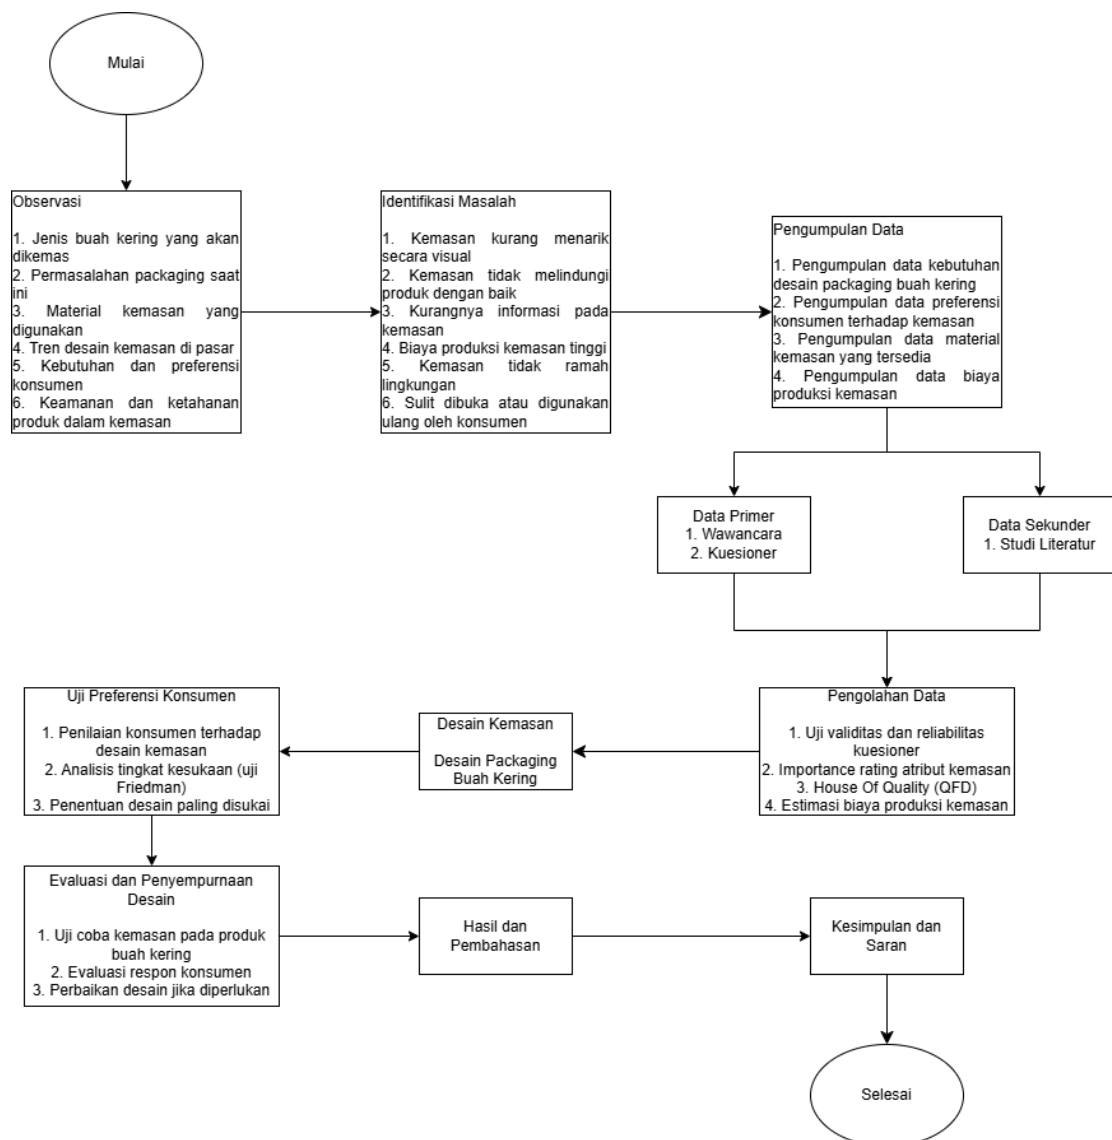 Mulai
Observasi
1. Jenis buah kering yang akan
dikemas
2. Permasalahan packaging saat
ini
3. Material kemasan yang
digunakan
4. Tren desain kemasan di pasar
5. Kebutuhan dan preferensi
konsumen
6. Keamanan dan ketahanan
produk dalam kemasan
Identifikasi Masalah
1. Kemasan kurang menarik
secara visual
2. Kemasan tidak melindungi
produk dengan baik
3. Kurangnya informasi pada
kemasan
4. Biaya produksi kemasan tinggi
5. Kemasan tidak ramah
lingkungan
6. Sulit dibuka atau digunakan
ulang oleh konsumen
Pengumpulan Data
1. Pengumpulan data kebutuhan
desain packaging buah kering
2. Pengumpulan data preferensi
konsumen terhadap kemasan
3. Pengumpulan data material
kemasan yang tersedia
4. Pengumpulan data biaya
produksi kemasan
Data Primer
1. Wawancara
2. Kuesioner
Data Sekunder
1. Studi Literatur
Pengolahan Data
1. Uji validitas dan reliabilitas
kuesioner
2. Importance rating atribut kemasan
3. House Of Quality (QFD)
4. Estimasi biaya produksi kemasan
Desain Kemasan
Desain Packaging
Buah Kering
Uji Preferensi Konsumen
1. Penilaian konsumen terhadap
desain kemasan
2. Analisis tingkat kesukaan (uji
Friedman)
3. Penentuan desain paling disukai
Evaluasi dan Penyempurnaan
Desain
1. Uji coba kemasan pada produk
buah kering
2. Evaluasi respon konsumen
3. Perbaikan desain jika diperlukan
Hasil dan
Pembahasan
Kesimpulan dan
Saran
Selesai